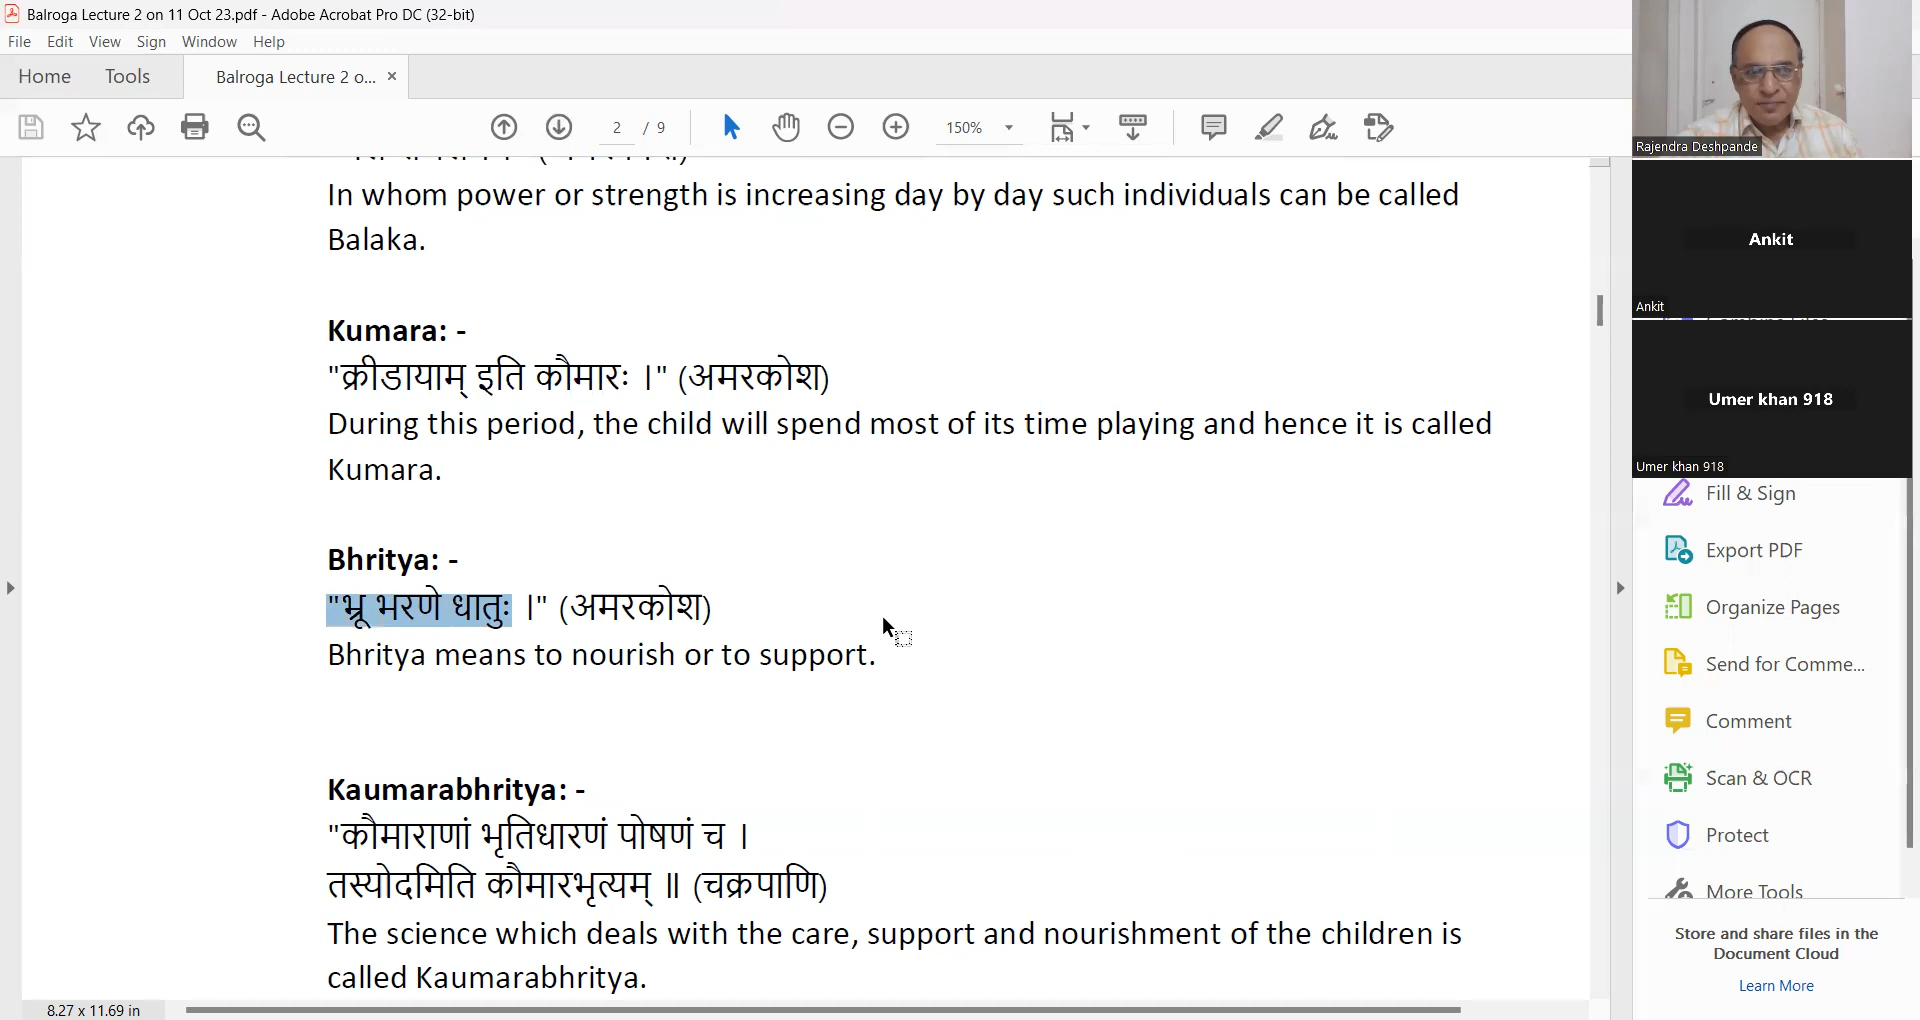 Balroga Lecture 2 on 11 Oct 23.pdf - Adobe Acrobat Pro DC (32-bit)
File Edit View Sign Window Help
Home Tools Balroga Lecture 2 o... ×
2 / 9 150%
In whom power or strength is increasing day by day such individuals can be called
Balaka.
Kumara: -
"क्रीडायाम् इति कौमारः ।" (अमरकोश)
During this period, the child will spend most of its time playing and hence it is called
Kumara.
Bhritya: -
"भ्रू भरणे धातुः ।" (अमरकोश)
Bhritya means to nourish or to support.
Kaumarabhritya: -
"कौमाराणां भृतिधारणं पोषणं च ।
तस्योदमिति कौमारभृत्यम् ॥ (चक्रपाणि)
The science which deals with the care, support and nourishment of the children is
called Kaumarabhritya.
8.27 x 11.69 in
Rajendra Deshpande
Ankit
Ankit
Umer khan 918
Umer khan 918
Fill & Sign
Export PDF
Organize Pages
Send for Comme...
Comment
Scan & OCR
Protect
More Tools
Store and share files in the
Document Cloud
Learn More